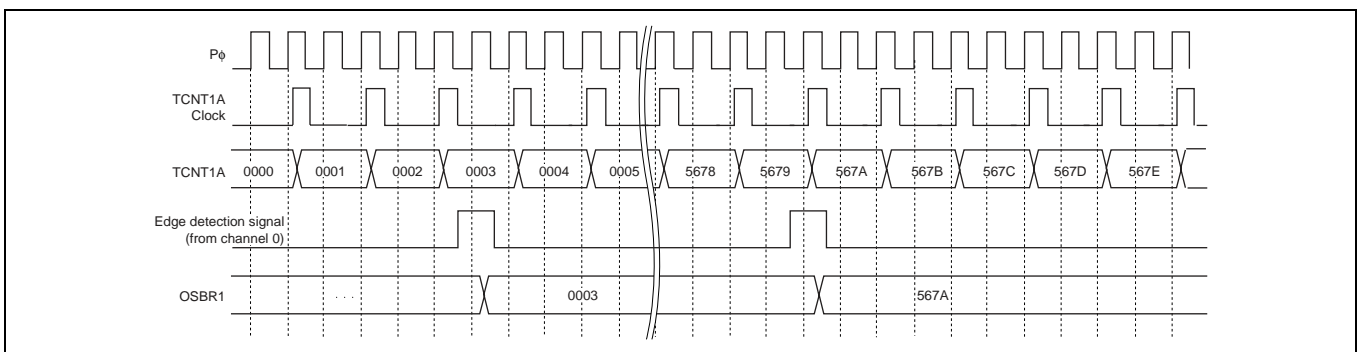 Pφ
TCNT1A
Clock
TCNT1A 0000 0001 0002 0003 0004 0005 5678 5679 567A 567B 567C 567D 567E
Edge detection signal
(from channel 0)
OSBR1 . . . 0003 567A